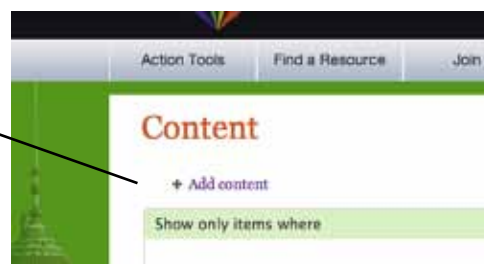 Action Tools Find a Resource Join
Content
+ Add content
Show only items where